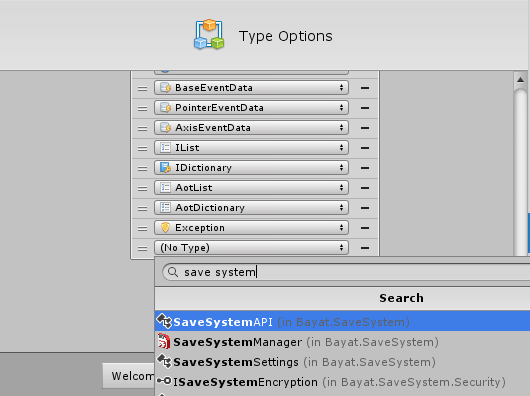 Type Options
BaseEventData
PointerEventData
AxisEventData
IList
IDictionary
AotList
AotDictionary
Exception
(No Type)
save system
Search
SaveSystemAPI (in Bayat.SaveSystem)
SaveSystemManager (in Bayat.SaveSystem)
SaveSystemSettings (in Bayat.SaveSystem)
ISaveSystemEncryption (in Bayat.SaveSystem.Security)
Welcom